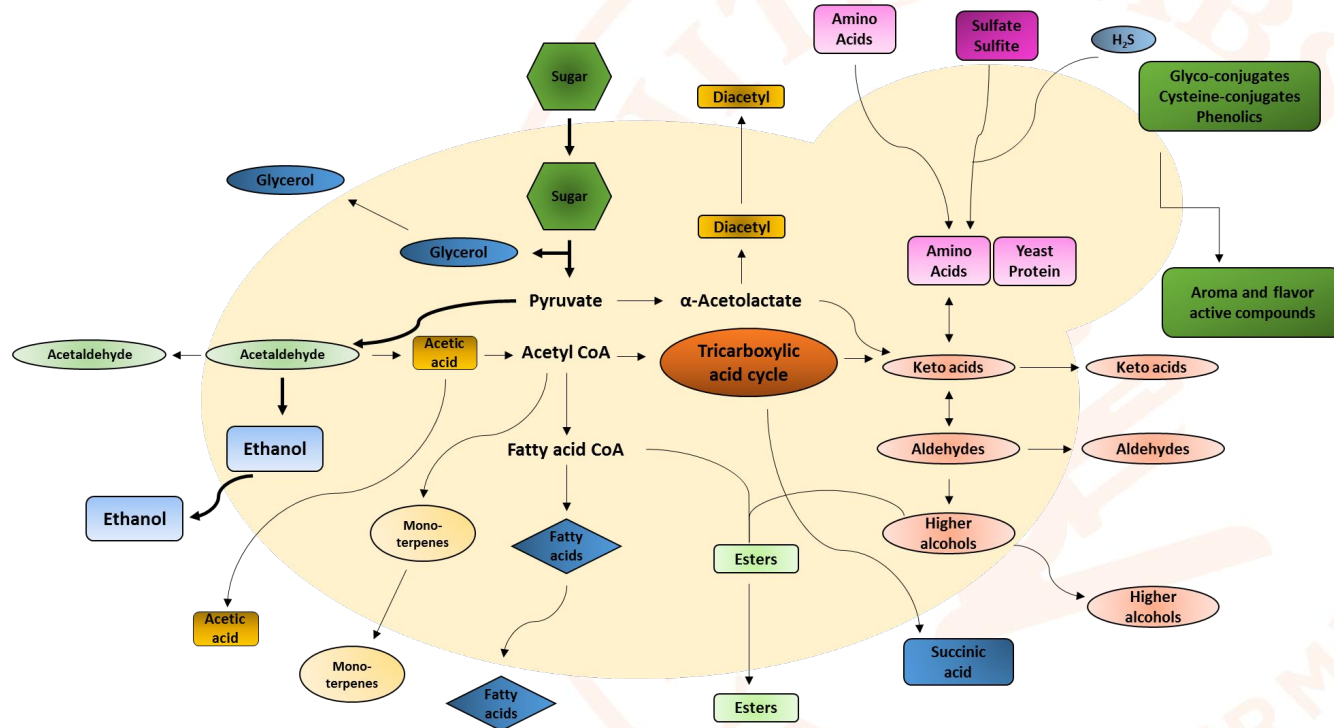 Amino
Acids
Sulfate
Sulfite
H₂S
Sugar
Glyco-conjugates
Cysteine-conjugates
Phenolics
Diacetyl
Sugar
Glycerol
Diacetyl
Glycerol
Amino
Acids
Yeast
Protein
Pyruvate
α-Acetolactate
Aroma and flavor
active compounds
Acetaldehyde
Acetaldehyde
Acetic
acid
Acetyl CoA
Tricarboxylic
acid cycle
Keto acids
Keto acids
Ethanol
Fatty acid CoA
Aldehydes
Aldehydes
Ethanol
Mono-
terpenes
Fatty
acids
Esters
Higher
alcohols
Acetic
acid
Higher
alcohols
Mono-
terpenes
Fatty
acids
Esters
Succinic
acid